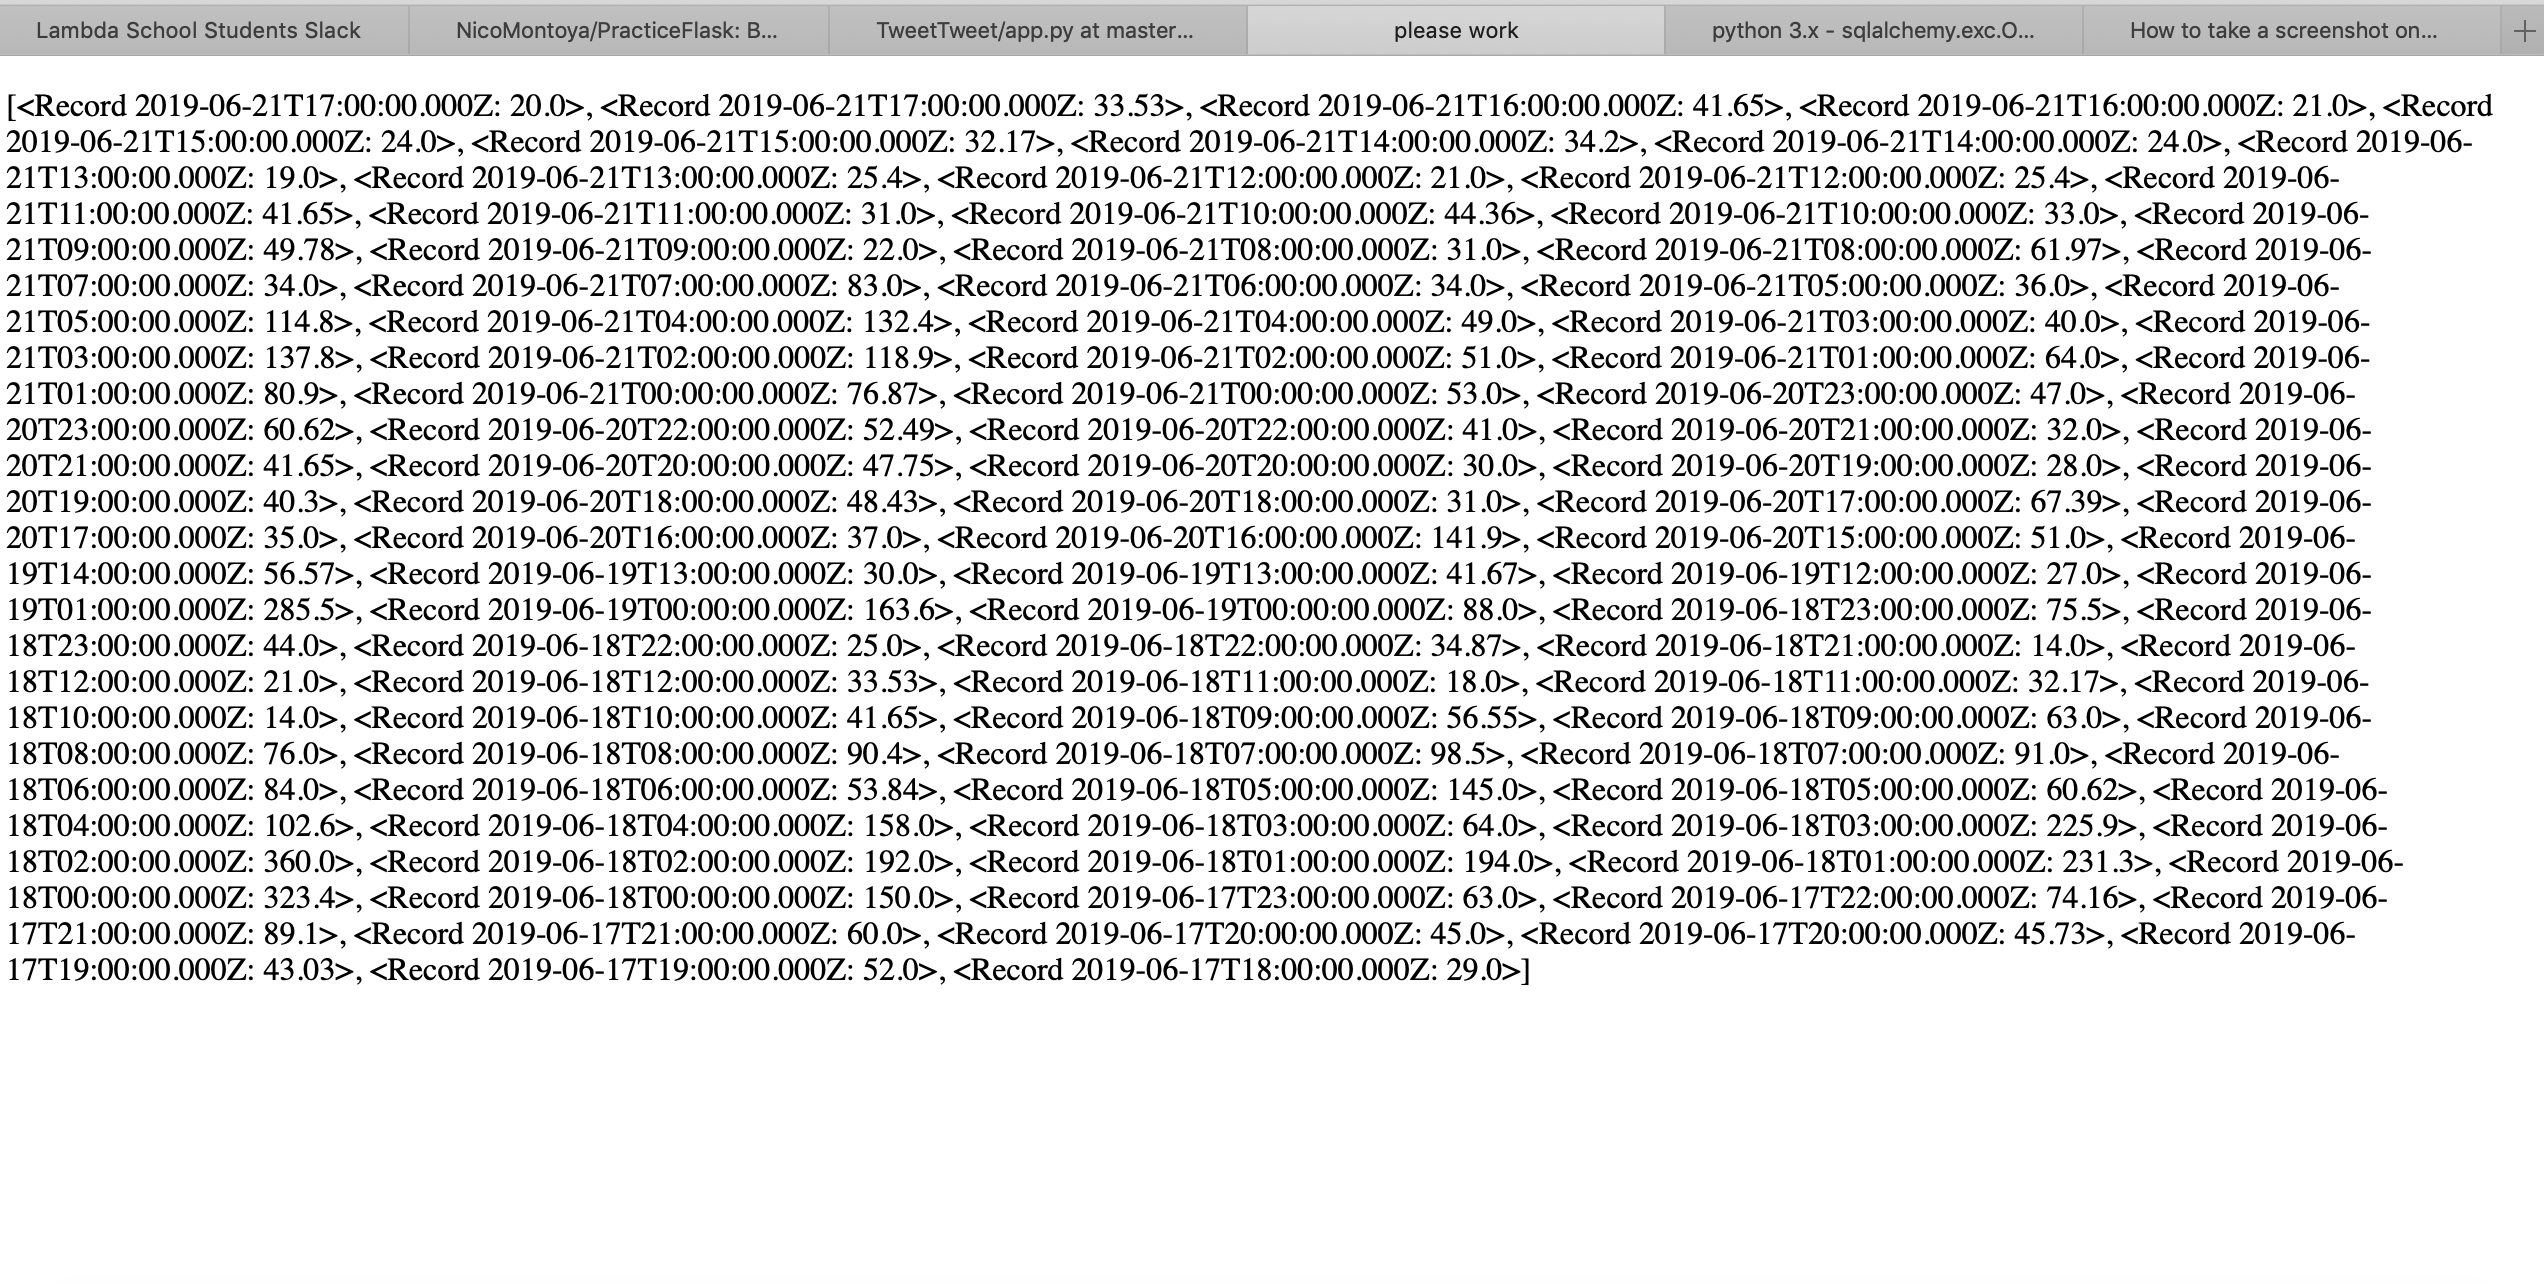 Lambda School Students Slack NicoMontoya/PracticeFlask: B... TweetTweet/app.py at master... please work python 3.x - sqlalchemy.exc.O... How to take a screenshot on... +
[<Record 2019-06-21T17:00:00.000Z: 20.0>, <Record 2019-06-21T17:00:00.000Z: 33.53>, <Record 2019-06-21T16:00:00.000Z: 41.65>, <Record 2019-06-21T16:00:00.000Z: 21.0>, <Record
2019-06-21T15:00:00.000Z: 24.0>, <Record 2019-06-21T15:00:00.000Z: 32.17>, <Record 2019-06-21T14:00:00.000Z: 34.2>, <Record 2019-06-21T14:00:00.000Z: 24.0>, <Record 2019-06-
21T13:00:00.000Z: 19.0>, <Record 2019-06-21T13:00:00.000Z: 25.4>, <Record 2019-06-21T12:00:00.000Z: 21.0>, <Record 2019-06-21T12:00:00.000Z: 25.4>, <Record 2019-06-
21T11:00:00.000Z: 41.65>, <Record 2019-06-21T11:00:00.000Z: 31.0>, <Record 2019-06-21T10:00:00.000Z: 44.36>, <Record 2019-06-21T10:00:00.000Z: 33.0>, <Record 2019-06-
21T09:00:00.000Z: 49.78>, <Record 2019-06-21T09:00:00.000Z: 22.0>, <Record 2019-06-21T08:00:00.000Z: 31.0>, <Record 2019-06-21T08:00:00.000Z: 61.97>, <Record 2019-06-
21T07:00:00.000Z: 34.0>, <Record 2019-06-21T07:00:00.000Z: 83.0>, <Record 2019-06-21T06:00:00.000Z: 34.0>, <Record 2019-06-21T05:00:00.000Z: 36.0>, <Record 2019-06-
21T05:00:00.000Z: 114.8>, <Record 2019-06-21T04:00:00.000Z: 132.4>, <Record 2019-06-21T04:00:00.000Z: 49.0>, <Record 2019-06-21T03:00:00.000Z: 40.0>, <Record 2019-06-
21T03:00:00.000Z: 137.8>, <Record 2019-06-21T02:00:00.000Z: 118.9>, <Record 2019-06-21T02:00:00.000Z: 51.0>, <Record 2019-06-21T01:00:00.000Z: 64.0>, <Record 2019-06-
21T01:00:00.000Z: 80.9>, <Record 2019-06-21T00:00:00.000Z: 76.87>, <Record 2019-06-21T00:00:00.000Z: 53.0>, <Record 2019-06-20T23:00:00.000Z: 47.0>, <Record 2019-06-
20T23:00:00.000Z: 60.62>, <Record 2019-06-20T22:00:00.000Z: 52.49>, <Record 2019-06-20T22:00:00.000Z: 41.0>, <Record 2019-06-20T21:00:00.000Z: 32.0>, <Record 2019-06-
20T21:00:00.000Z: 41.65>, <Record 2019-06-20T20:00:00.000Z: 47.75>, <Record 2019-06-20T20:00:00.000Z: 30.0>, <Record 2019-06-20T19:00:00.000Z: 28.0>, <Record 2019-06-
20T19:00:00.000Z: 40.3>, <Record 2019-06-20T18:00:00.000Z: 48.43>, <Record 2019-06-20T18:00:00.000Z: 31.0>, <Record 2019-06-20T17:00:00.000Z: 67.39>, <Record 2019-06-
20T17:00:00.000Z: 35.0>, <Record 2019-06-20T16:00:00.000Z: 37.0>, <Record 2019-06-20T16:00:00.000Z: 141.9>, <Record 2019-06-20T15:00:00.000Z: 51.0>, <Record 2019-06-
19T14:00:00.000Z: 56.57>, <Record 2019-06-19T13:00:00.000Z: 30.0>, <Record 2019-06-19T13:00:00.000Z: 41.67>, <Record 2019-06-19T12:00:00.000Z: 27.0>, <Record 2019-06-
19T01:00:00.000Z: 285.5>, <Record 2019-06-19T00:00:00.000Z: 163.6>, <Record 2019-06-19T00:00:00.000Z: 88.0>, <Record 2019-06-18T23:00:00.000Z: 75.5>, <Record 2019-06-
18T23:00:00.000Z: 44.0>, <Record 2019-06-18T22:00:00.000Z: 25.0>, <Record 2019-06-18T22:00:00.000Z: 34.87>, <Record 2019-06-18T21:00:00.000Z: 14.0>, <Record 2019-06-
18T12:00:00.000Z: 21.0>, <Record 2019-06-18T12:00:00.000Z: 33.53>, <Record 2019-06-18T11:00:00.000Z: 18.0>, <Record 2019-06-18T11:00:00.000Z: 32.17>, <Record 2019-06-
18T10:00:00.000Z: 14.0>, <Record 2019-06-18T10:00:00.000Z: 41.65>, <Record 2019-06-18T09:00:00.000Z: 56.55>, <Record 2019-06-18T09:00:00.000Z: 63.0>, <Record 2019-06-
18T08:00:00.000Z: 76.0>, <Record 2019-06-18T08:00:00.000Z: 90.4>, <Record 2019-06-18T07:00:00.000Z: 98.5>, <Record 2019-06-18T07:00:00.000Z: 91.0>, <Record 2019-06-
18T06:00:00.000Z: 84.0>, <Record 2019-06-18T06:00:00.000Z: 53.84>, <Record 2019-06-18T05:00:00.000Z: 145.0>, <Record 2019-06-18T05:00:00.000Z: 60.62>, <Record 2019-06-
18T04:00:00.000Z: 102.6>, <Record 2019-06-18T04:00:00.000Z: 158.0>, <Record 2019-06-18T03:00:00.000Z: 64.0>, <Record 2019-06-18T03:00:00.000Z: 225.9>, <Record 2019-06-
18T02:00:00.000Z: 360.0>, <Record 2019-06-18T02:00:00.000Z: 192.0>, <Record 2019-06-18T01:00:00.000Z: 194.0>, <Record 2019-06-18T01:00:00.000Z: 231.3>, <Record 2019-06-
18T00:00:00.000Z: 323.4>, <Record 2019-06-18T00:00:00.000Z: 150.0>, <Record 2019-06-17T23:00:00.000Z: 63.0>, <Record 2019-06-17T22:00:00.000Z: 74.16>, <Record 2019-06-
17T21:00:00.000Z: 89.1>, <Record 2019-06-17T21:00:00.000Z: 60.0>, <Record 2019-06-17T20:00:00.000Z: 45.0>, <Record 2019-06-17T20:00:00.000Z: 45.73>, <Record 2019-06-
17T19:00:00.000Z: 43.03>, <Record 2019-06-17T19:00:00.000Z: 52.0>, <Record 2019-06-17T18:00:00.000Z: 29.0>]